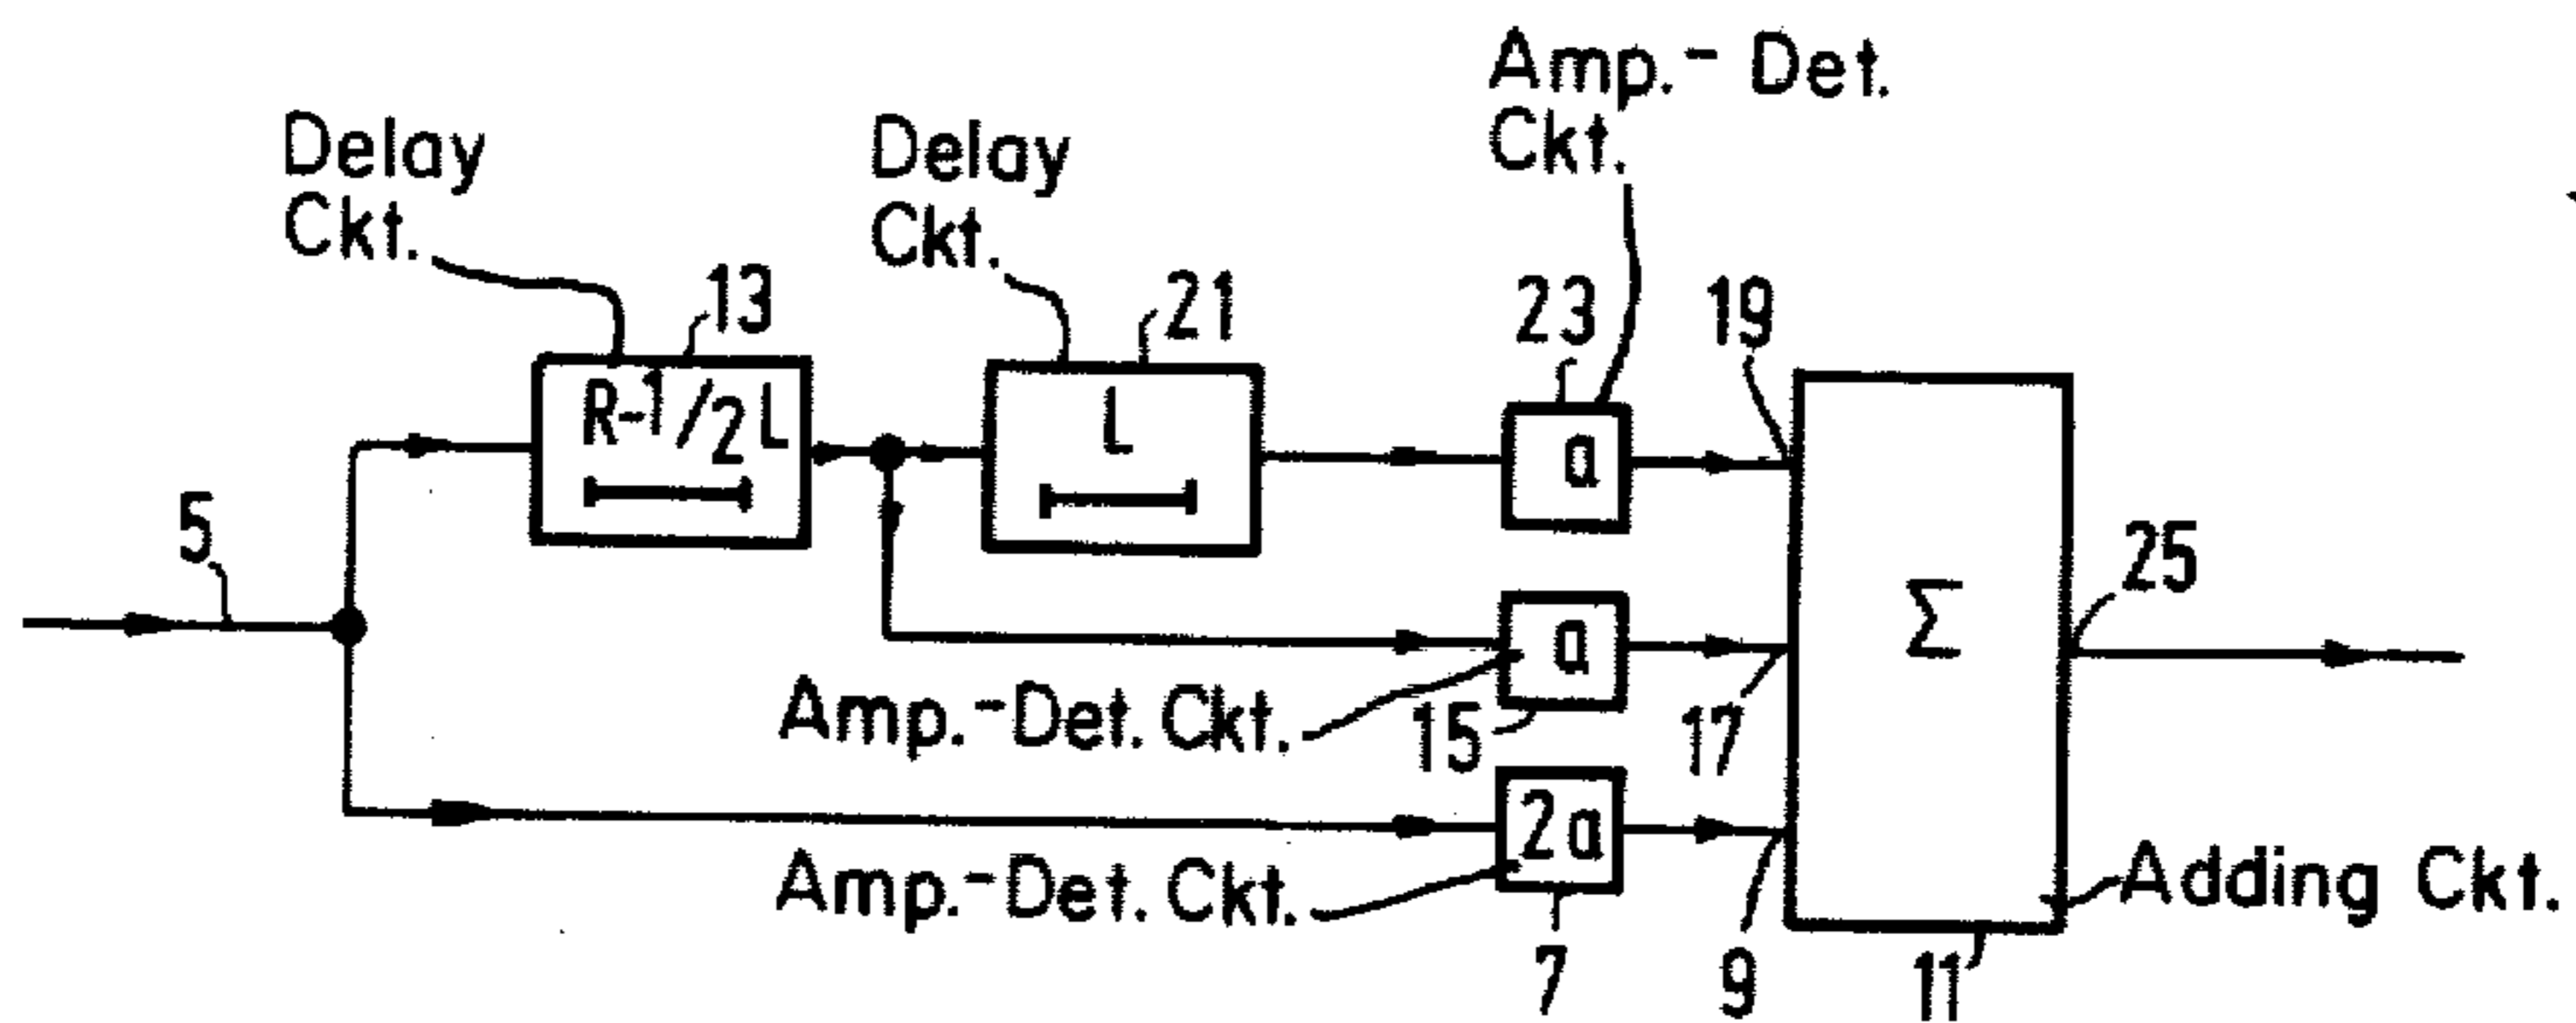 Amp.- Det.
Ckt.
Delay
Ckt.
Delay
Ckt.
13
21
23
19
R-1/2 L
L
a
5
25
Σ
a
Amp.-Det. Ckt.
15
17
2a
Amp.-Det. Ckt.
Adding Ckt.
7
9
11